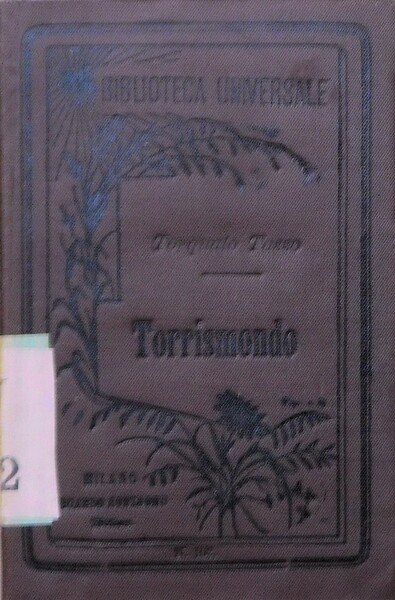 BIBLIOTECA UNIVERSALE
Torquato Tasso
Torrismondo
MILANO
2